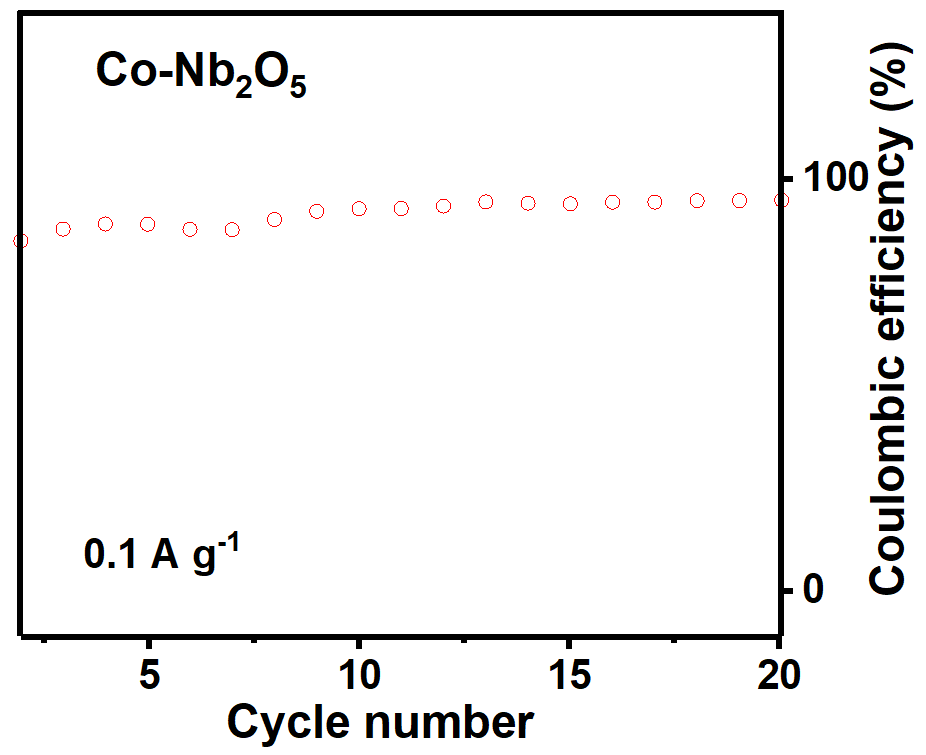 Co-Nb₂O₅
100
Coulombic efficiency (%)
0.1 A g⁻¹
0
5 10 15 20
Cycle number